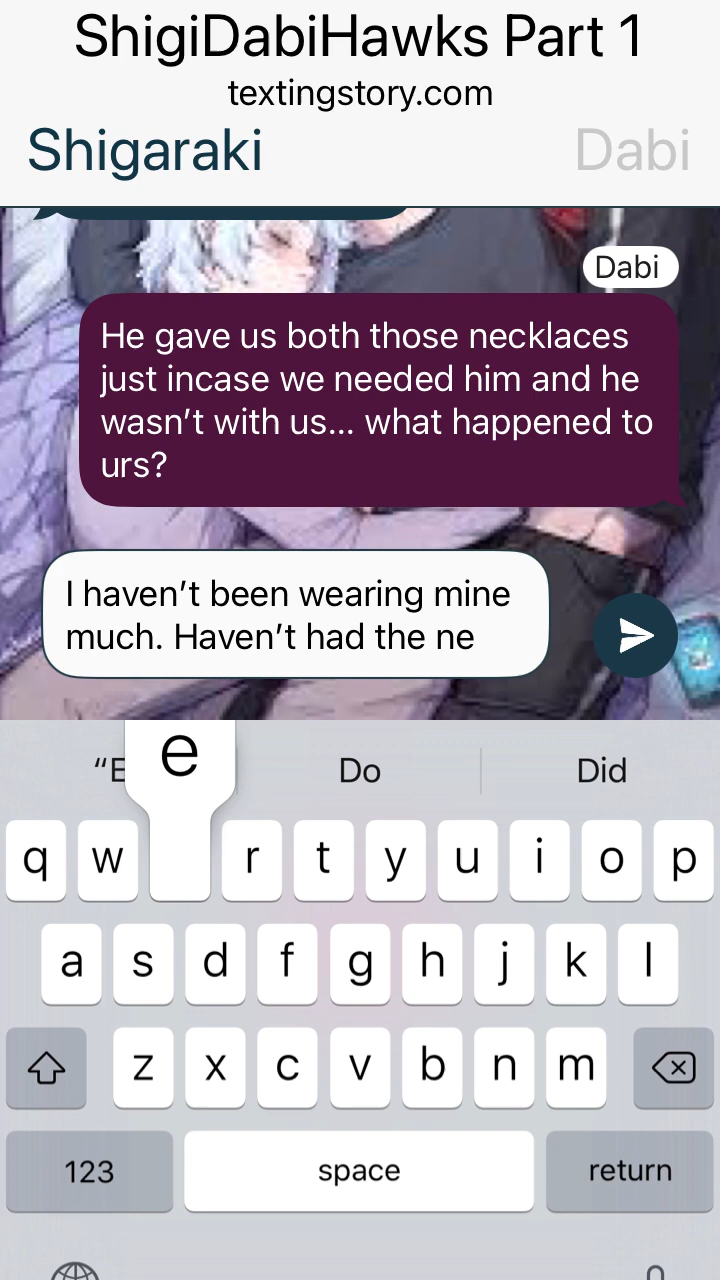 ShigiDabiHawks Part 1
textingstory.com
Shigaraki Dabi
Dabi
He gave us both those necklaces
just incase we needed him and he
wasn’t with us... what happened to
urs?
I haven’t been wearing mine
much. Haven’t had the ne
“E e Do Did
q w r t y u i o p
a s d f g h j k l
z x c v b n m
123 space return